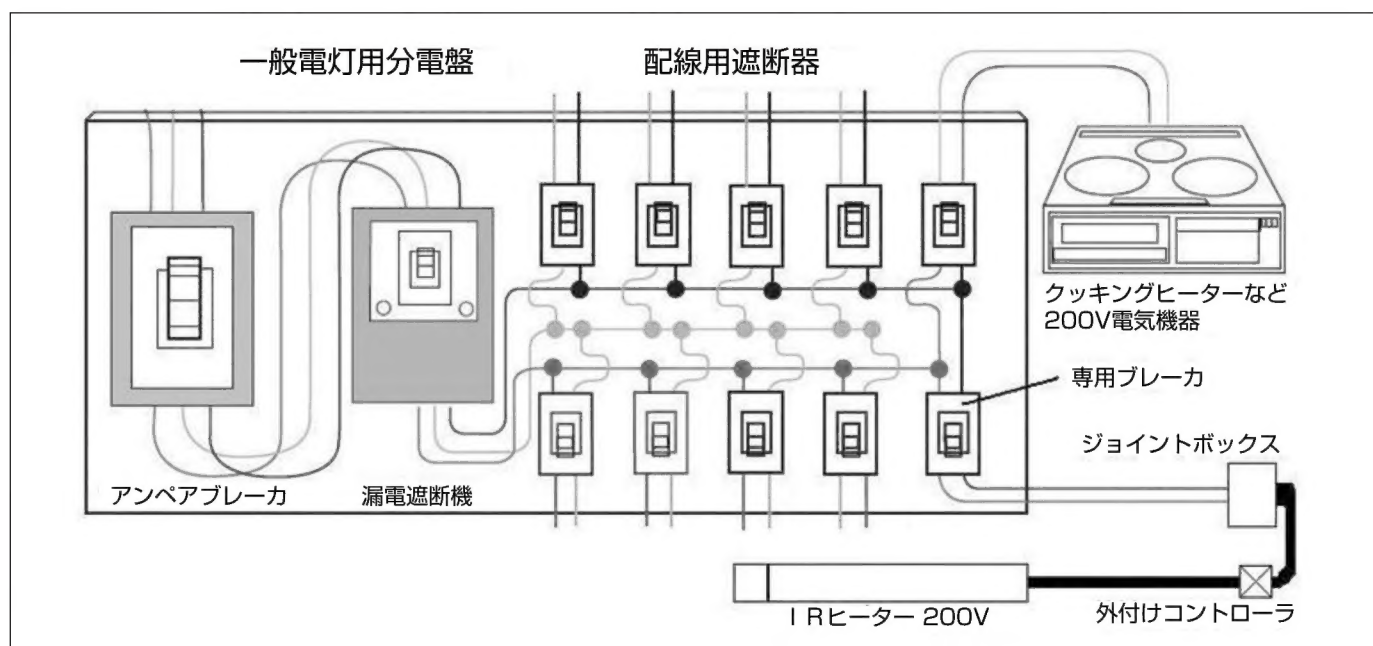 一般電灯用分電盤
配線用遮断器
クッキングヒーターなど
200V電気機器
専用ブレーカ
ジョイントボックス
アンペアブレーカ
漏電遮断機
IRヒーター 200V
外付けコントローラ